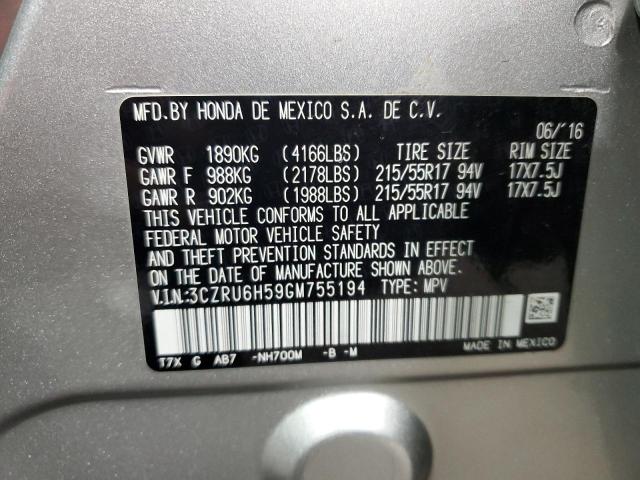 MFD.BY HONDA DE MEXICO S.A. DE C.V.
06/'16
GVWR 1890KG (4166LBS) TIRE SIZE RIM SIZE
GAWR F 988KG (2178LBS) 215/55R17 94V 17X7.5J
GAWR R 902KG (1988LBS) 215/55R17 94V 17X7.5J
THIS VEHICLE CONFORMS TO ALL APPLICABLE
FEDERAL MOTOR VEHICLE SAFETY
AND THEFT PREVENTION STANDARDS IN EFFECT
ON THE DATE OF MANUFACTURE SHOWN ABOVE.
V.I.N:3CZRU6H59GM755194 TYPE: MPV
T7X G AB7 -NH700M -B -M
MADE IN MEXICO
4